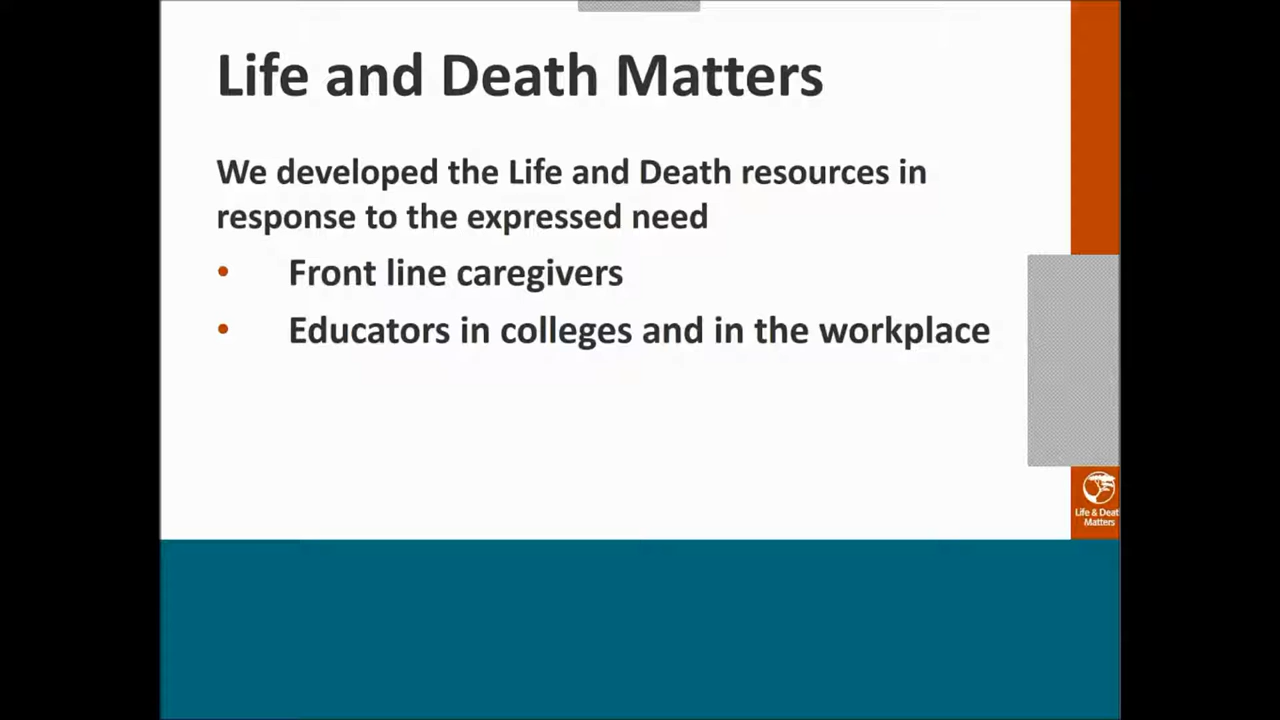 Life and Death Matters
We developed the Life and Death resources in
response to the expressed need
• Front line caregivers
• Educators in colleges and in the workplace
Life & Deat
Matters